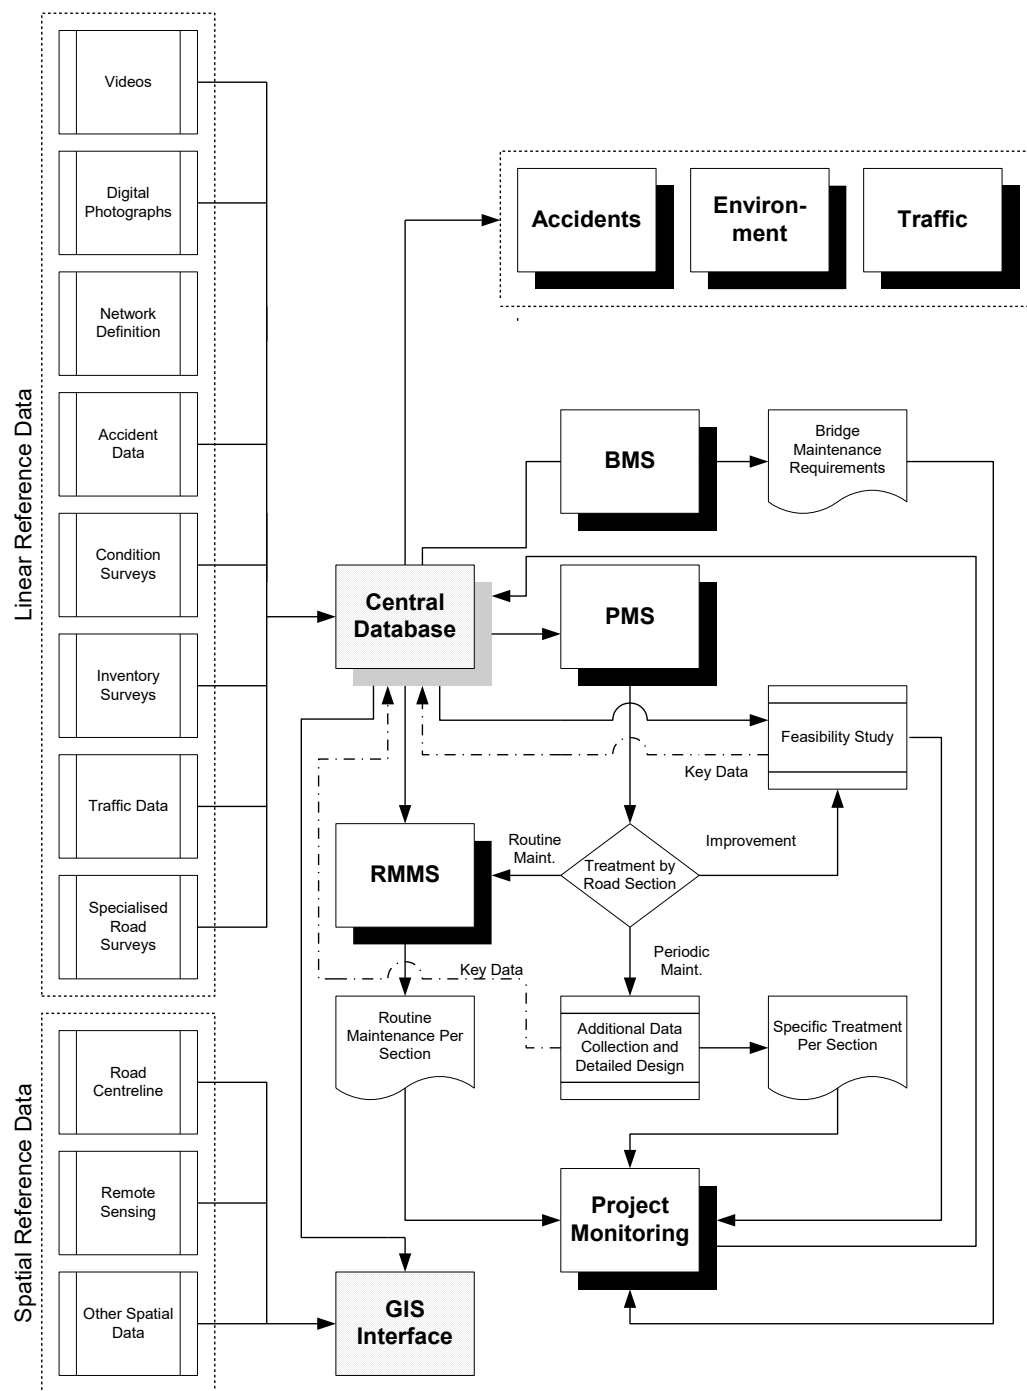 Linear Reference Data
Videos
Digital
Photographs
Network
Definition
Accident
Data
Condition
Surveys
Inventory
Surveys
Traffic Data
Specialised
Road
Surveys
Spatial Reference Data
Road
Centreline
Remote
Sensing
Other Spatial
Data
Accidents
Environ-
ment
Traffic
BMS
Bridge
Maintenance
Requirements
Central
Database
PMS
Feasibility Study
Key Data
Routine
Maint.
Improvement
Treatment by
Road Section
RMMS
Periodic
Maint.
Key Data
Routine
Maintenance Per
Section
Additional Data
Collection and
Detailed Design
Specific Treatment
Per Section
Project
Monitoring
GIS
Interface